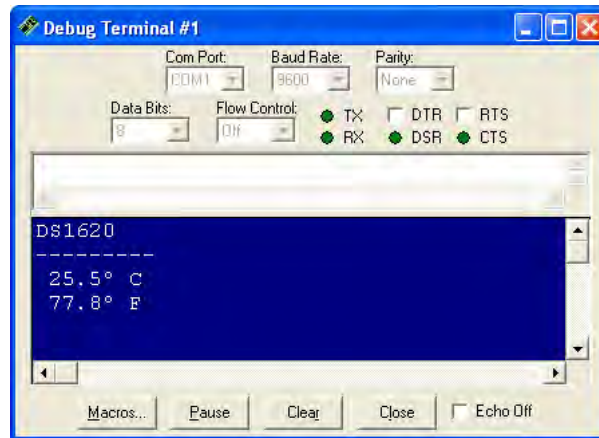 Debug Terminal #1
Com Port: Baud Rate: Parity:
COM1 9600 None
TX DTR RTS
Data Bits: Flow Control:
8 Off
RX DSR CTS
DS1620
---------
25.5° C
77.8° F
Macros... Pause Clear Close Echo Off